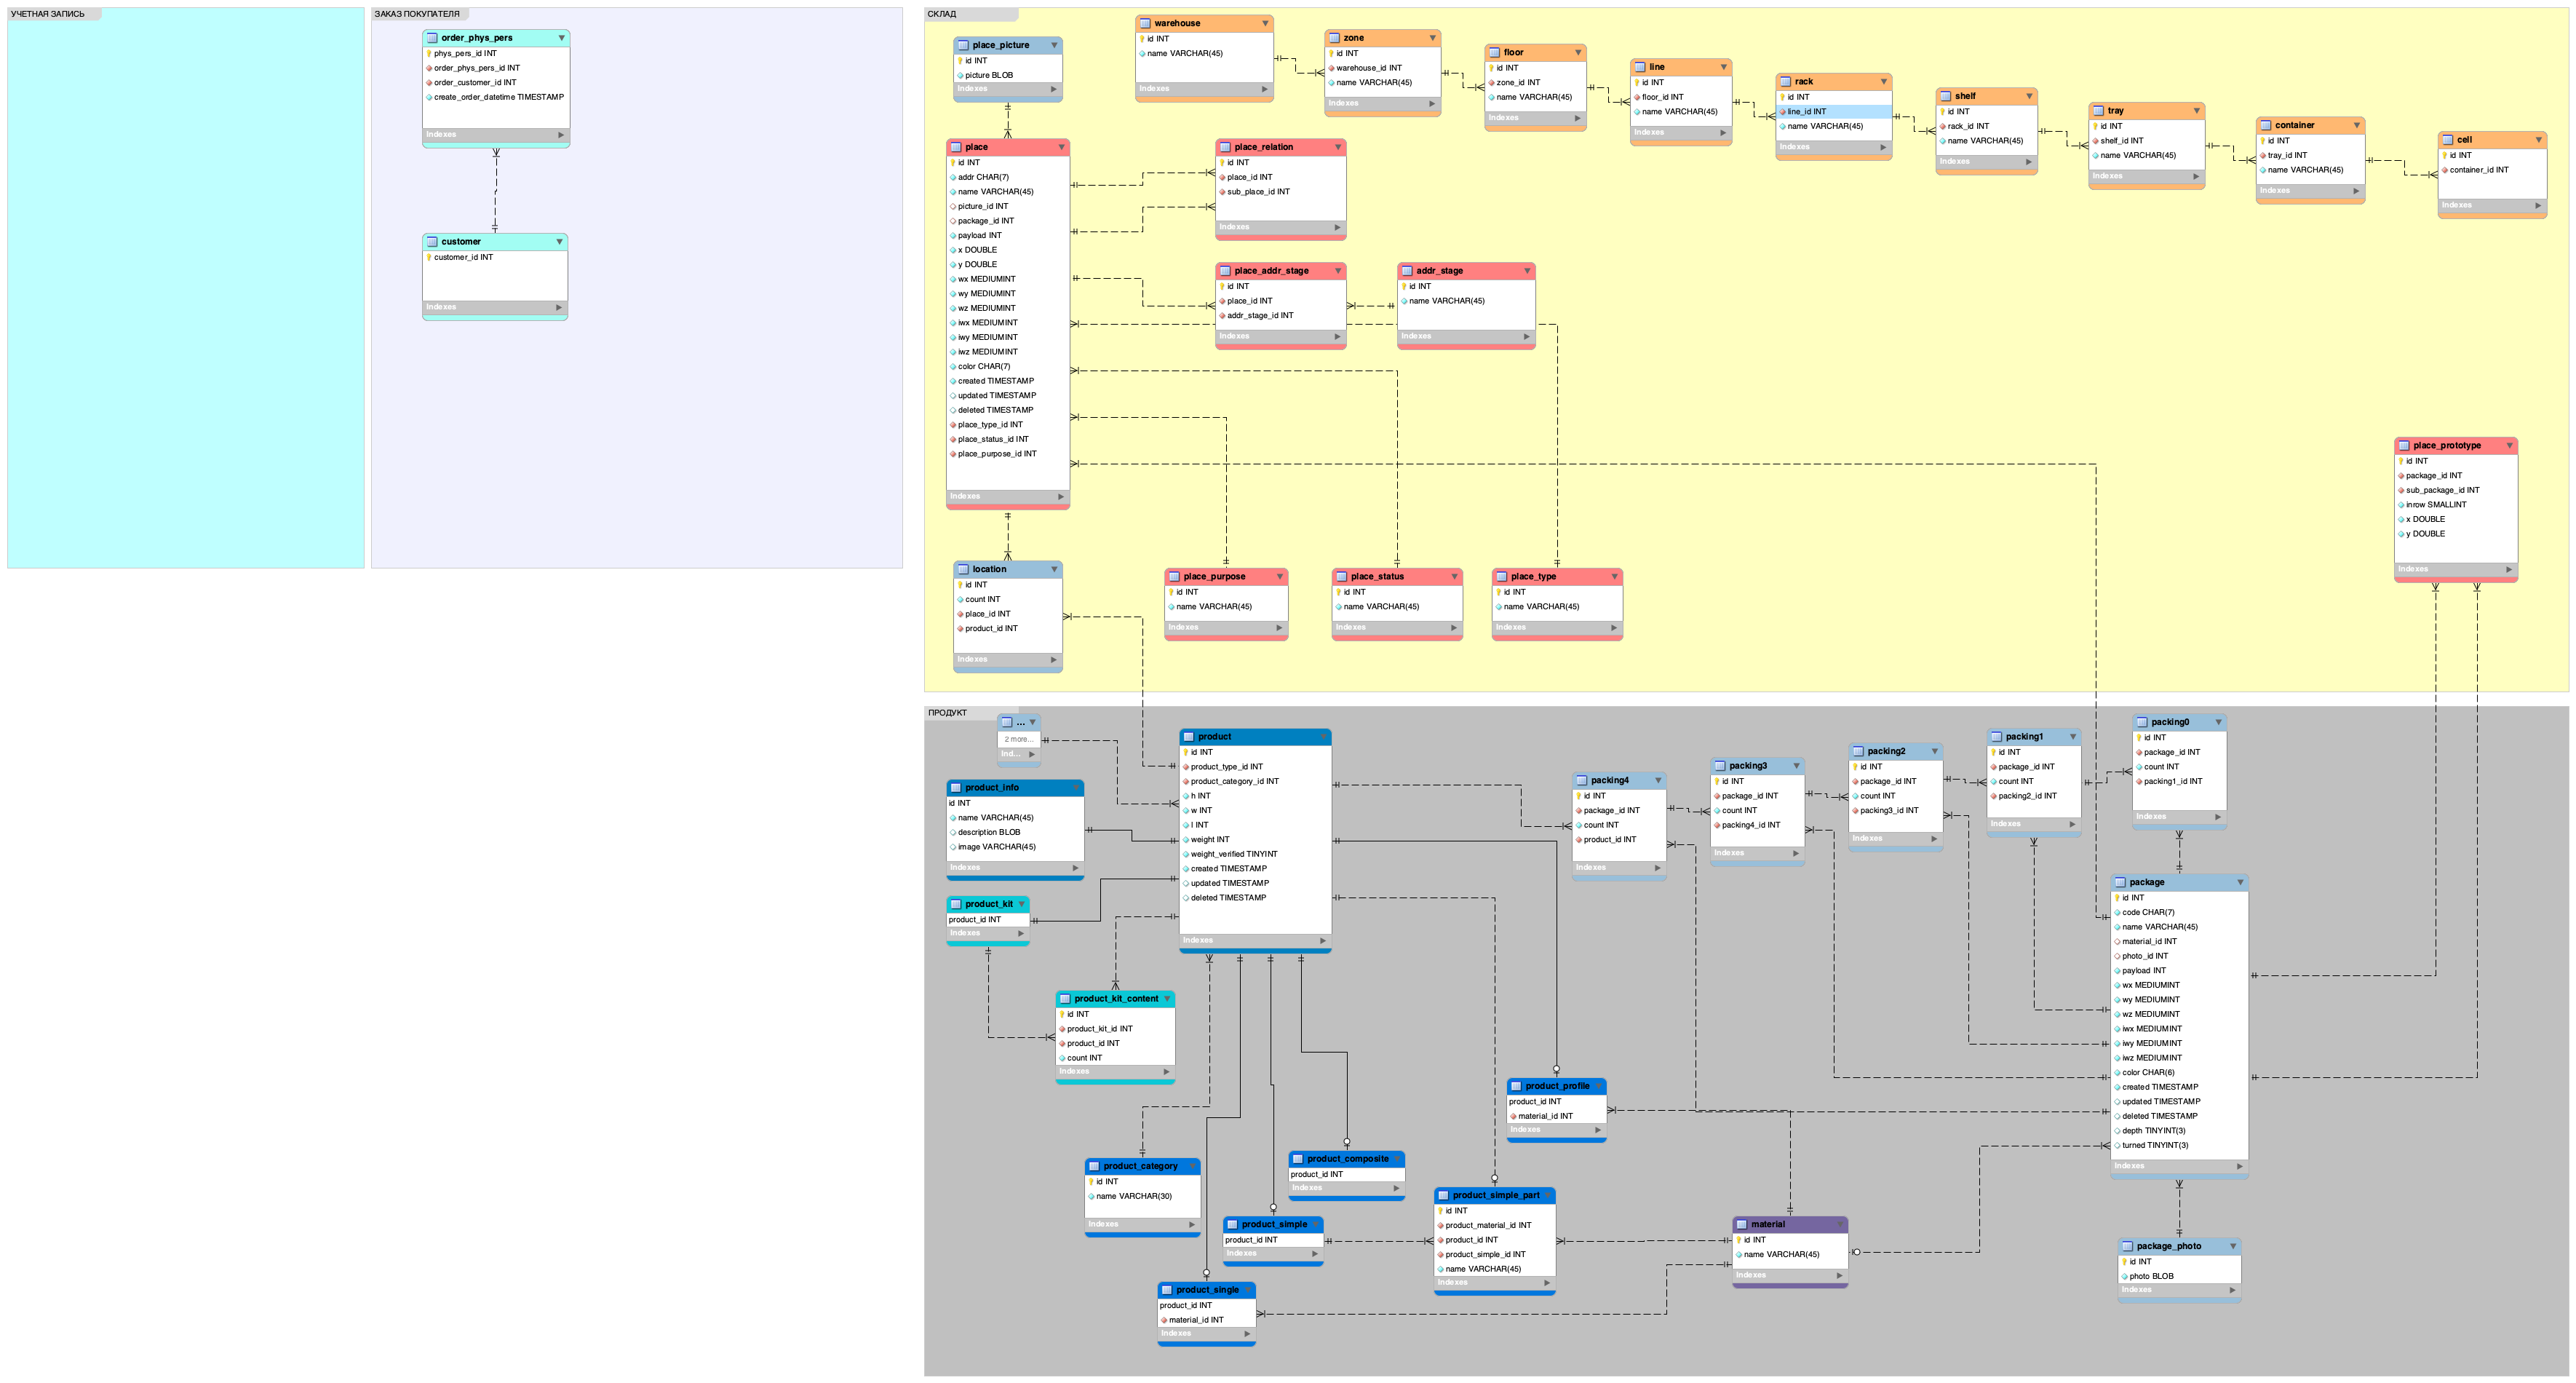 УЧЕТНАЯ ЗАПИСЬ
ЗАКАЗ ПОКУПАТЕЛЯ
order_phys_pers
phys_pers_id INT
order_phys_pers_id INT
order_customer_id INT
create_order_datetime TIMESTAMP
Indexes
customer
customer_id INT
Indexes
СКЛАД
place_picture
id INT
picture BLOB
Indexes
warehouse
id INT
name VARCHAR(45)
Indexes
zone
id INT
warehouse_id INT
name VARCHAR(45)
Indexes
floor
id INT
zone_id INT
name VARCHAR(45)
Indexes
line
id INT
floor_id INT
name VARCHAR(45)
Indexes
rack
id INT
line_id INT
name VARCHAR(45)
Indexes
shelf
id INT
rack_id INT
name VARCHAR(45)
Indexes
tray
id INT
shelf_id INT
name VARCHAR(45)
Indexes
container
id INT
tray_id INT
name VARCHAR(45)
Indexes
cell
id INT
container_id INT
Indexes
place
id INT
addr CHAR(7)
name VARCHAR(45)
picture_id INT
package_id INT
payload INT
x DOUBLE
y DOUBLE
wx MEDIUMINT
wy MEDIUMINT
wz MEDIUMINT
iwx MEDIUMINT
iwy MEDIUMINT
iwz MEDIUMINT
color CHAR(7)
created TIMESTAMP
updated TIMESTAMP
deleted TIMESTAMP
place_type_id INT
place_status_id INT
place_purpose_id INT
Indexes
place_relation
id INT
place_id INT
sub_place_id INT
Indexes
place_addr_stage
id INT
place_id INT
addr_stage_id INT
Indexes
addr_stage
id INT
name VARCHAR(45)
Indexes
place_prototype
id INT
package_id INT
sub_package_id INT
inrow SMALLINT
x DOUBLE
y DOUBLE
Indexes
location
id INT
count INT
place_id INT
product_id INT
Indexes
place_purpose
id INT
name VARCHAR(45)
Indexes
place_status
id INT
name VARCHAR(45)
Indexes
place_type
id INT
name VARCHAR(45)
Indexes
ПРОДУКТ
...
2 more...
Ind...
product_info
id INT
name VARCHAR(45)
description BLOB
image VARCHAR(45)
Indexes
product_kit
product_id INT
Indexes
product
id INT
product_type_id INT
product_category_id INT
h INT
w INT
l INT
weight INT
weight_verified TINYINT
created TIMESTAMP
updated TIMESTAMP
deleted TIMESTAMP
Indexes
packing4
id INT
package_id INT
count INT
product_id INT
Indexes
packing3
id INT
package_id INT
count INT
packing4_id INT
Indexes
packing2
id INT
package_id INT
count INT
packing3_id INT
Indexes
packing1
id INT
package_id INT
count INT
packing2_id INT
Indexes
packing0
id INT
package_id INT
count INT
packing1_id INT
Indexes
package
id INT
code CHAR(7)
name VARCHAR(45)
material_id INT
photo_id INT
payload INT
wx MEDIUMINT
wy MEDIUMINT
wz MEDIUMINT
iwx MEDIUMINT
iwy MEDIUMINT
iwz MEDIUMINT
color CHAR(6)
created TIMESTAMP
updated TIMESTAMP
deleted TIMESTAMP
depth TINYINT(3)
turned TINYINT(3)
Indexes
product_kit_content
id INT
product_kit_id INT
product_id INT
count INT
Indexes
product_profile
product_id INT
material_id INT
Indexes
product_category
id INT
name VARCHAR(30)
Indexes
product_composite
product_id INT
Indexes
product_simple
product_id INT
Indexes
product_simple_part
id INT
product_material_id INT
product_id INT
product_simple_id INT
name VARCHAR(45)
Indexes
material
id INT
name VARCHAR(45)
Indexes
package_photo
id INT
photo BLOB
Indexes
product_single
product_id INT
material_id INT
Indexes